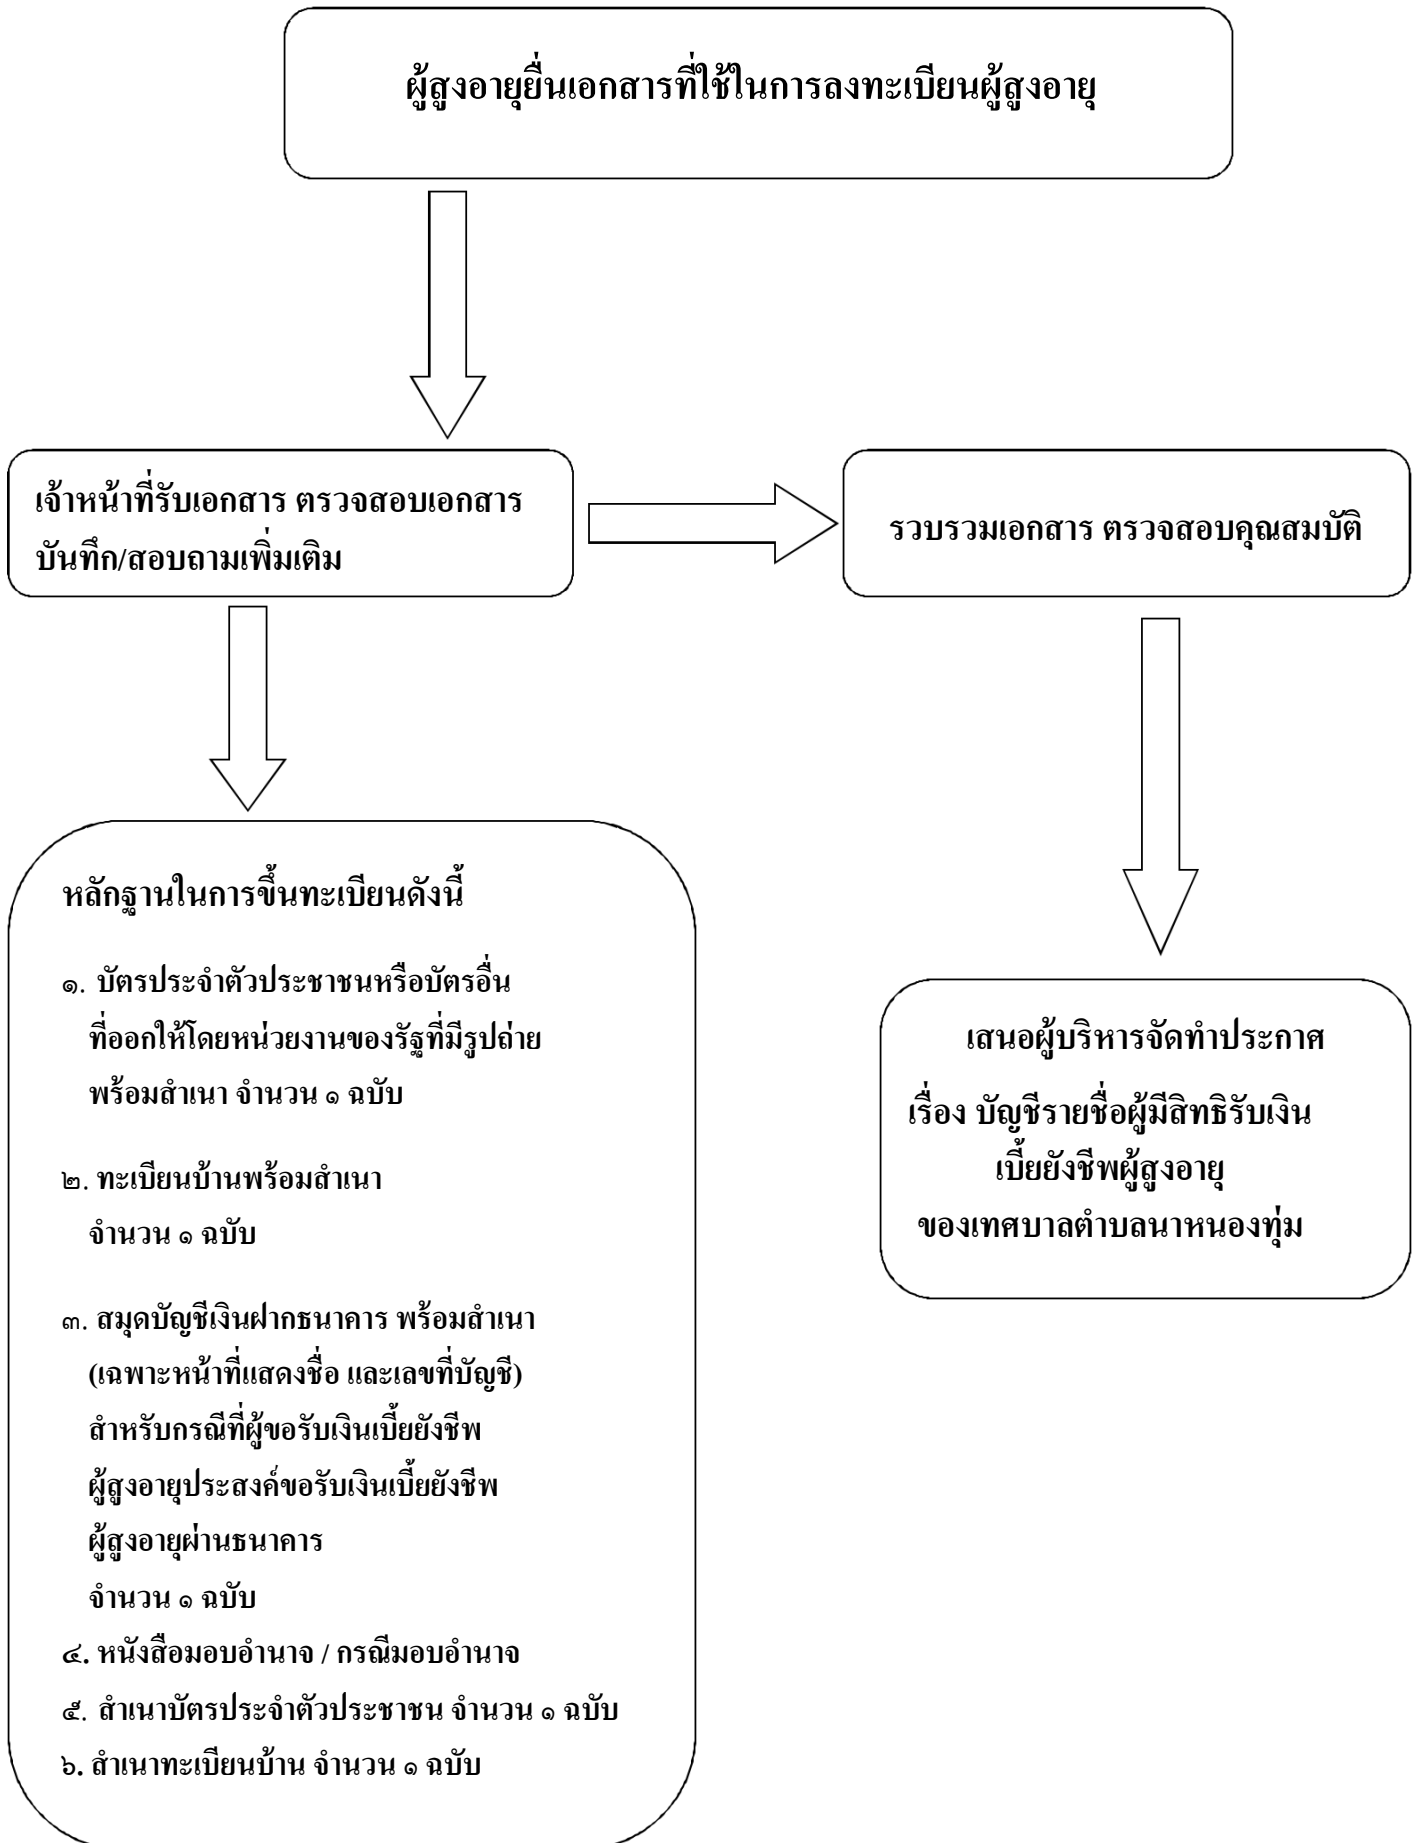 ผู้สูงอายุยื่นเอกสารที่ใช้ในการลงทะเบียนผู้สูงอายุ
เจ้าหน้าที่รับเอกสาร ตรวจสอบเอกสาร
บันทึก/สอบถามเพิ่มเติม
รวบรวมเอกสาร ตรวจสอบคุณสมบัติ
หลักฐานในการขึ้นทะเบียนดังนี้
๑. บัตรประจำตัวประชาชนหรือบัตรอื่น
ที่ออกให้โดยหน่วยงานของรัฐที่มีรูปถ่าย
พร้อมสำเนา จำนวน ๑ ฉบับ
๒. ทะเบียนบ้านพร้อมสำเนา
จำนวน ๑ ฉบับ
๓. สมุดบัญชีเงินฝากธนาคาร พร้อมสำเนา
(เฉพาะหน้าที่แสดงชื่อ และเลขที่บัญชี)
สำหรับกรณีที่ผู้ขอรับเงินเบี้ยยังชีพ
ผู้สูงอายุประสงค์ขอรับเงินเบี้ยยังชีพ
ผู้สูงอายุผ่านธนาคาร
จำนวน ๑ ฉบับ
๔. หนังสือมอบอำนาจ / กรณีมอบอำนาจ
๕. สำเนาบัตรประจำตัวประชาชน จำนวน ๑ ฉบับ
๖. สำเนาทะเบียนบ้าน จำนวน ๑ ฉบับ
เสนอผู้บริหารจัดทำประกาศ
เรื่อง บัญชีรายชื่อผู้มีสิทธิรับเงิน
เบี้ยยังชีพผู้สูงอายุ
ของเทศบาลตำบลนาหนองทุ่ม